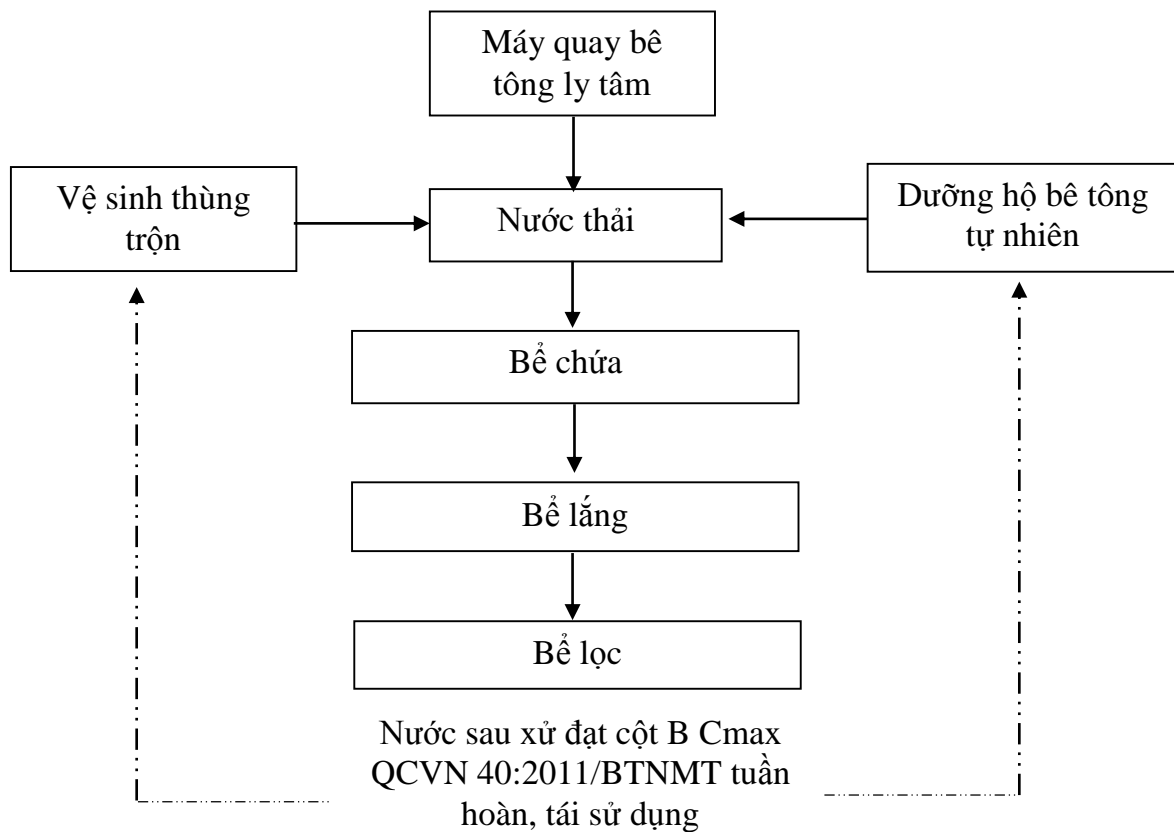 Máy quay bê
tông ly tâm
Vệ sinh thùng
trộn
Nước thải
Dưỡng hộ bê tông
tự nhiên
Bể chứa
Bể lắng
Bể lọc
Nước sau xử đạt cột B Cmax
QCVN 40:2011/BTNMT tuần
hoàn, tái sử dụng